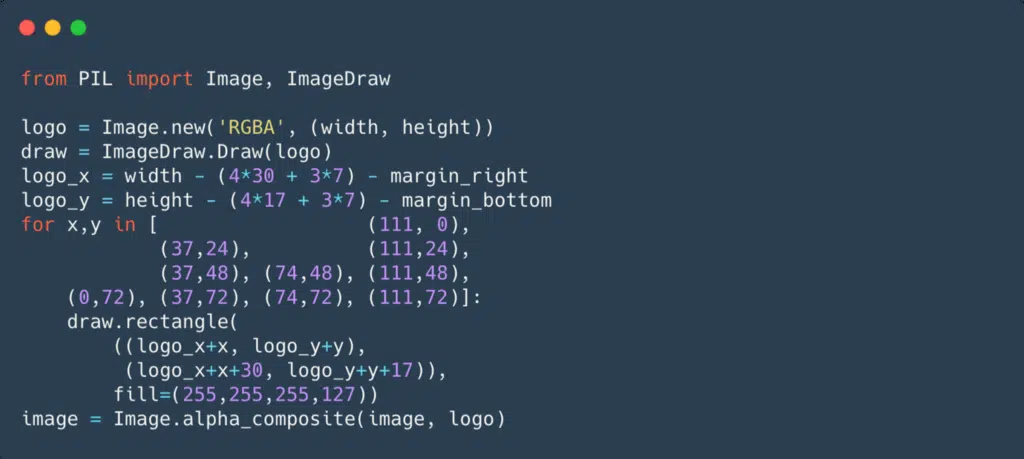 from PIL import Image, ImageDraw

logo = Image.new('RGBA', (width, height))
draw = ImageDraw.Draw(logo)
logo_x = width - (4*30 + 3*7) - margin_right
logo_y = height - (4*17 + 3*7) - margin_bottom
for x,y in [                  (111, 0),
            (37,24),          (111,24),
            (37,48), (74,48), (111,48),
    (0,72), (37,72), (74,72), (111,72)]:
    draw.rectangle(
        ((logo_x+x, logo_y+y),
         (logo_x+x+30, logo_y+y+17)),
        fill=(255,255,255,127))
image = Image.alpha_composite(image, logo)